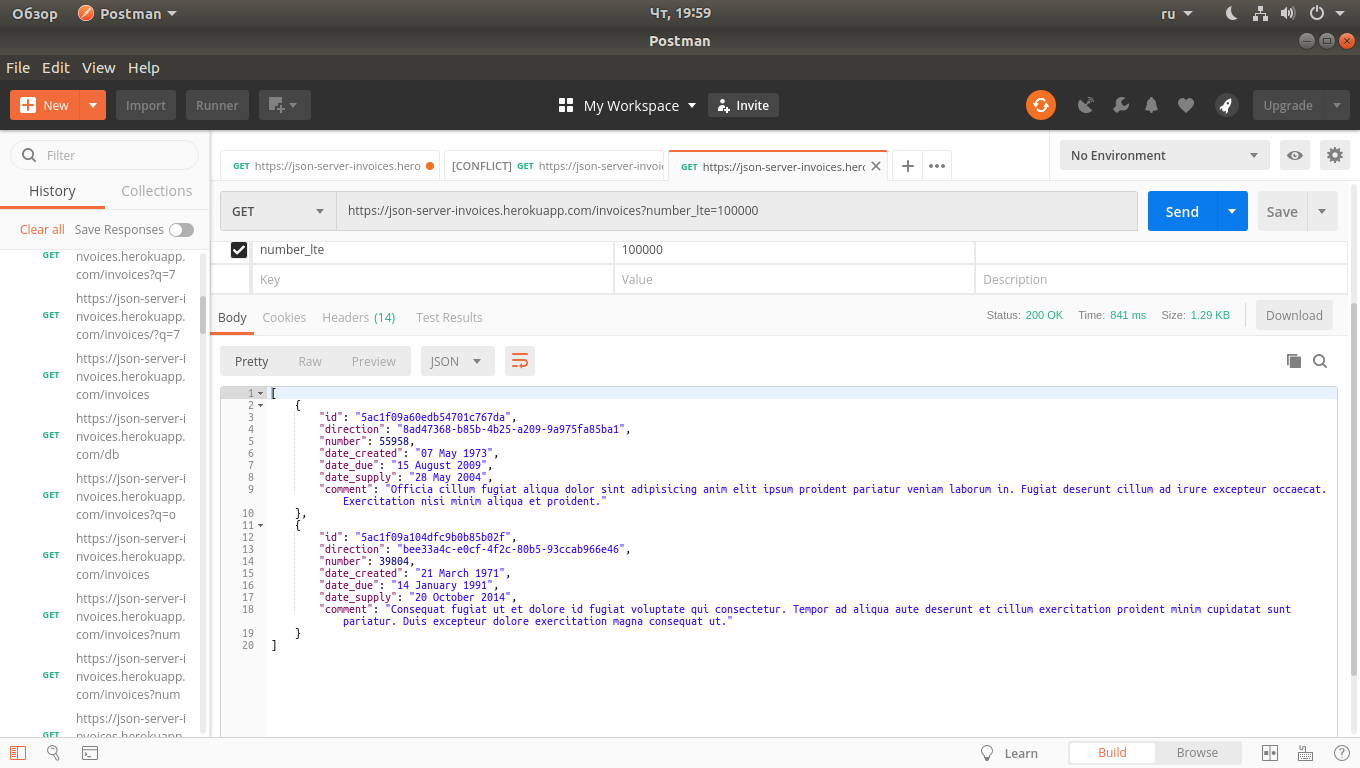 Обзор Postman Чт, 19:59 ru
Postman
File Edit View Help
New Import Runner My Workspace Invite Upgrade
Filter
History Collections
Clear all Save Responses
GET nvoices.herokuapp.
com/invoices?q=7
GET https://json-server-i
nvoices.herokuapp.
com/invoices/?q=7
GET https://json-server-i
nvoices.herokuapp.
com/invoices
GET https://json-server-i
nvoices.herokuapp.
com/db
GET https://json-server-i
nvoices.herokuapp.
com/invoices?q=o
GET https://json-server-i
nvoices.herokuapp.
com/invoices
GET https://json-server-i
nvoices.herokuapp.
com/invoices?num
GET https://json-server-i
nvoices.herokuapp.
com/invoices?num
GET https://json-server-i
nvoices.herokuapp.
GET https://json-server-invoices.hero [CONFLICT] GET https://json-server-invoi GET https://json-server-invoices.herc
No Environment
GET https://json-server-invoices.herokuapp.com/invoices?number_lte=100000 Send Save
number_lte 100000
Key Value Description
Body Cookies Headers (14) Test Results Status: 200 OK Time: 841 ms Size: 1.29 KB Download
Pretty Raw Preview JSON
1 [
2 {
3 "id": "5ac1f09a60edb54701c767da",
4 "direction": "8ad47368-b85b-4b25-a209-9a975fa85ba1",
5 "number": 55958,
6 "date_created": "07 May 1973",
7 "date_due": "15 August 2009",
8 "date_supply": "28 May 2004",
9 "comment": "Officia cillum fugiat aliqua dolor sint adipisicing anim elit ipsum proident pariatur veniam laborum in. Fugiat deserunt cillum ad irure excepteur occaecat.
Exercitation nisi minim aliqua et proident."
10 },
11 {
12 "id": "5ac1f09a104dfc9b0b85b02f",
13 "direction": "bee33a4c-e0cf-4f2c-80b5-93ccab966e46",
14 "number": 39804,
15 "date_created": "21 March 1971",
16 "date_due": "14 January 1991",
17 "date_supply": "20 October 2014",
18 "comment": "Consequat fugiat ut et dolore id fugiat voluptate qui consectetur. Tempor ad aliqua aute deserunt et cillum exercitation proident minim cupidatat sunt
pariatur. Duis excepteur dolore exercitation magna consequat ut."
19 }
20 ]
Learn Build Browse